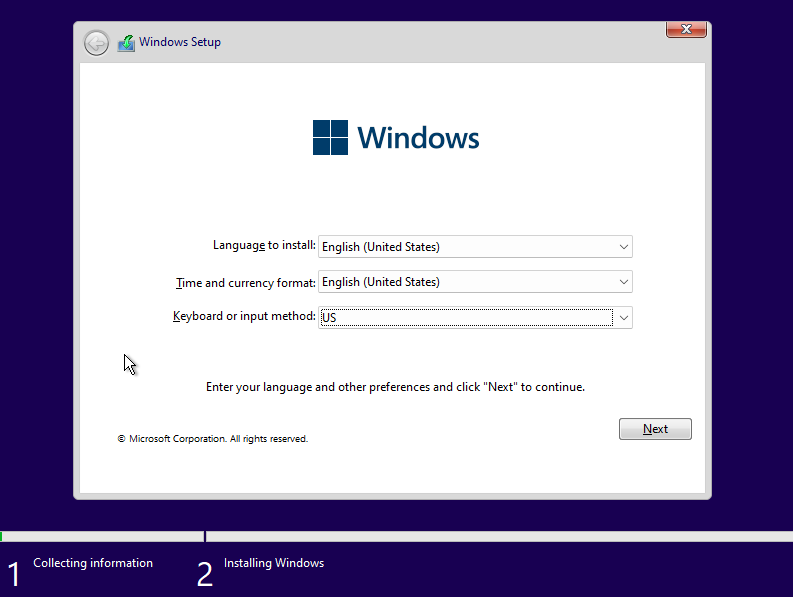 Windows Setup
Windows
Language to install: English (United States)
Time and currency format: English (United States)
Keyboard or input method: US
Enter your language and other preferences and click "Next" to continue.
Next
© Microsoft Corporation. All rights reserved.
1 Collecting information
2 Installing Windows